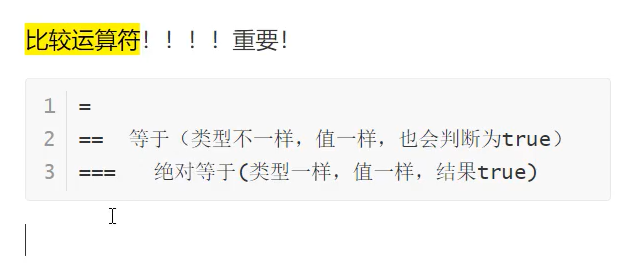 比较运算符！！！！重要！
1 =
2 == 等于（类型不一样，值一样，也会判断为true）
3 === 绝对等于(类型一样，值一样，结果true)